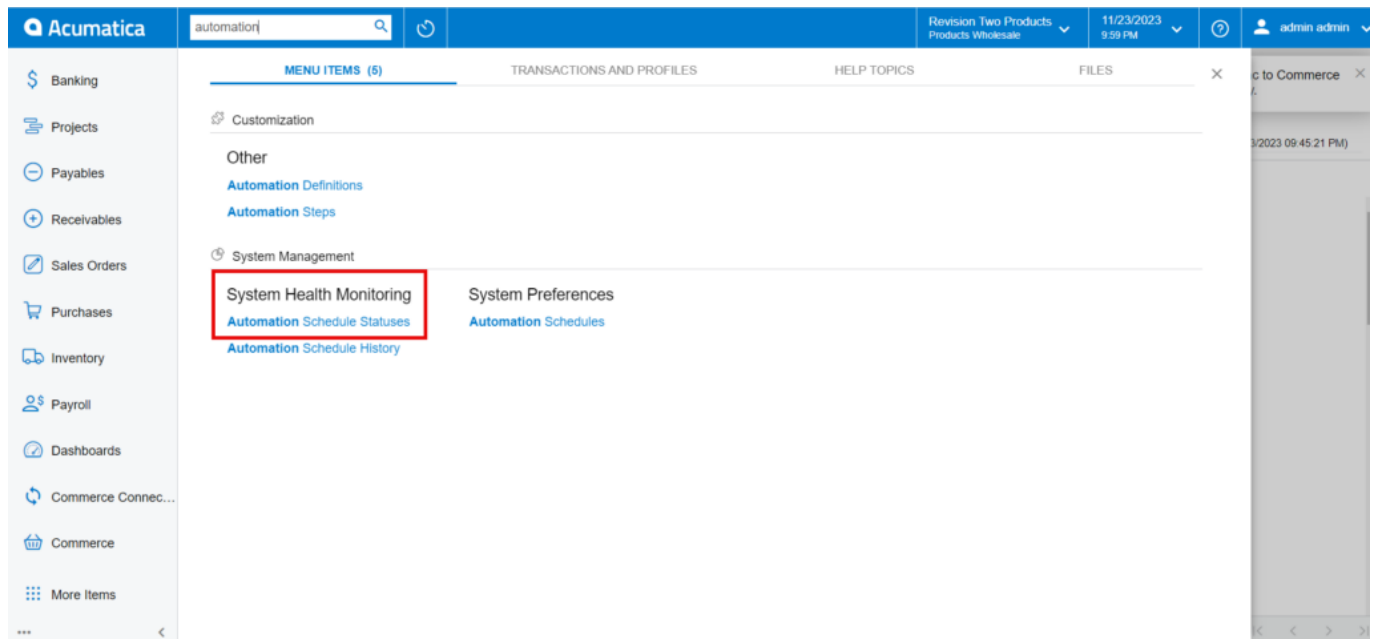 Acumatica
automation
Revision Two Products
Products Wholesale
11/23/2023
9:59 PM
admin admin
Banking
Projects
Payables
Receivables
Sales Orders
Purchases
Inventory
Payroll
Dashboards
Commerce Connec...
Commerce
More Items
MENU ITEMS (5)
TRANSACTIONS AND PROFILES
HELP TOPICS
FILES
Customization
Other
Automation Definitions
Automation Steps
System Management
System Health Monitoring
Automation Schedule Statuses
Automation Schedule History
System Preferences
Automation Schedules
c to Commerce
3/2023 09:45:21 PM)